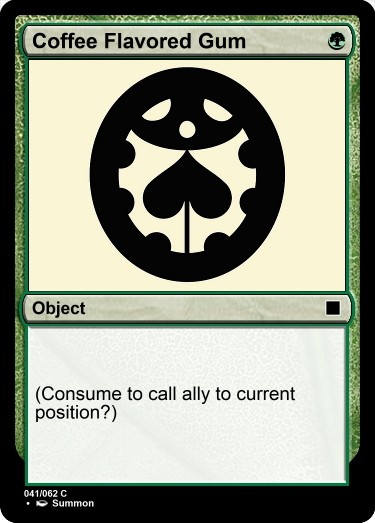 Coffee Flavored Gum
Object
(Consume to call ally to current
position?)
041/062 C
• Summon